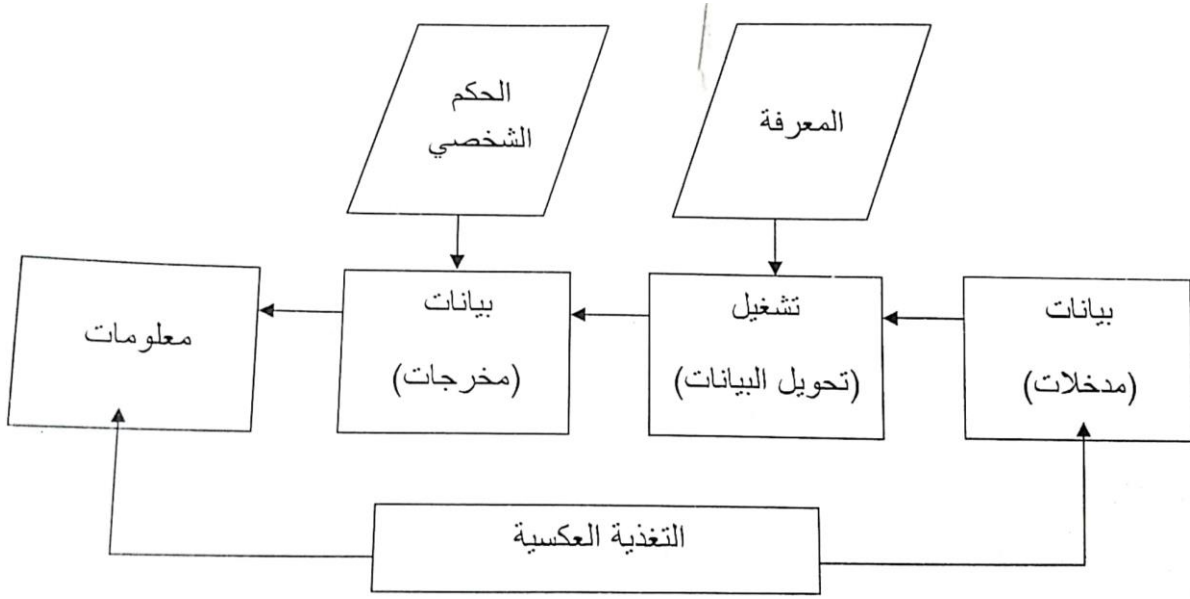 المعرفة
الحكم
الشخصي
بيانات
(مدخلات)
تشغيل
(تحويل البيانات)
بيانات
(مخرجات)
معلومات
التغذية العكسية